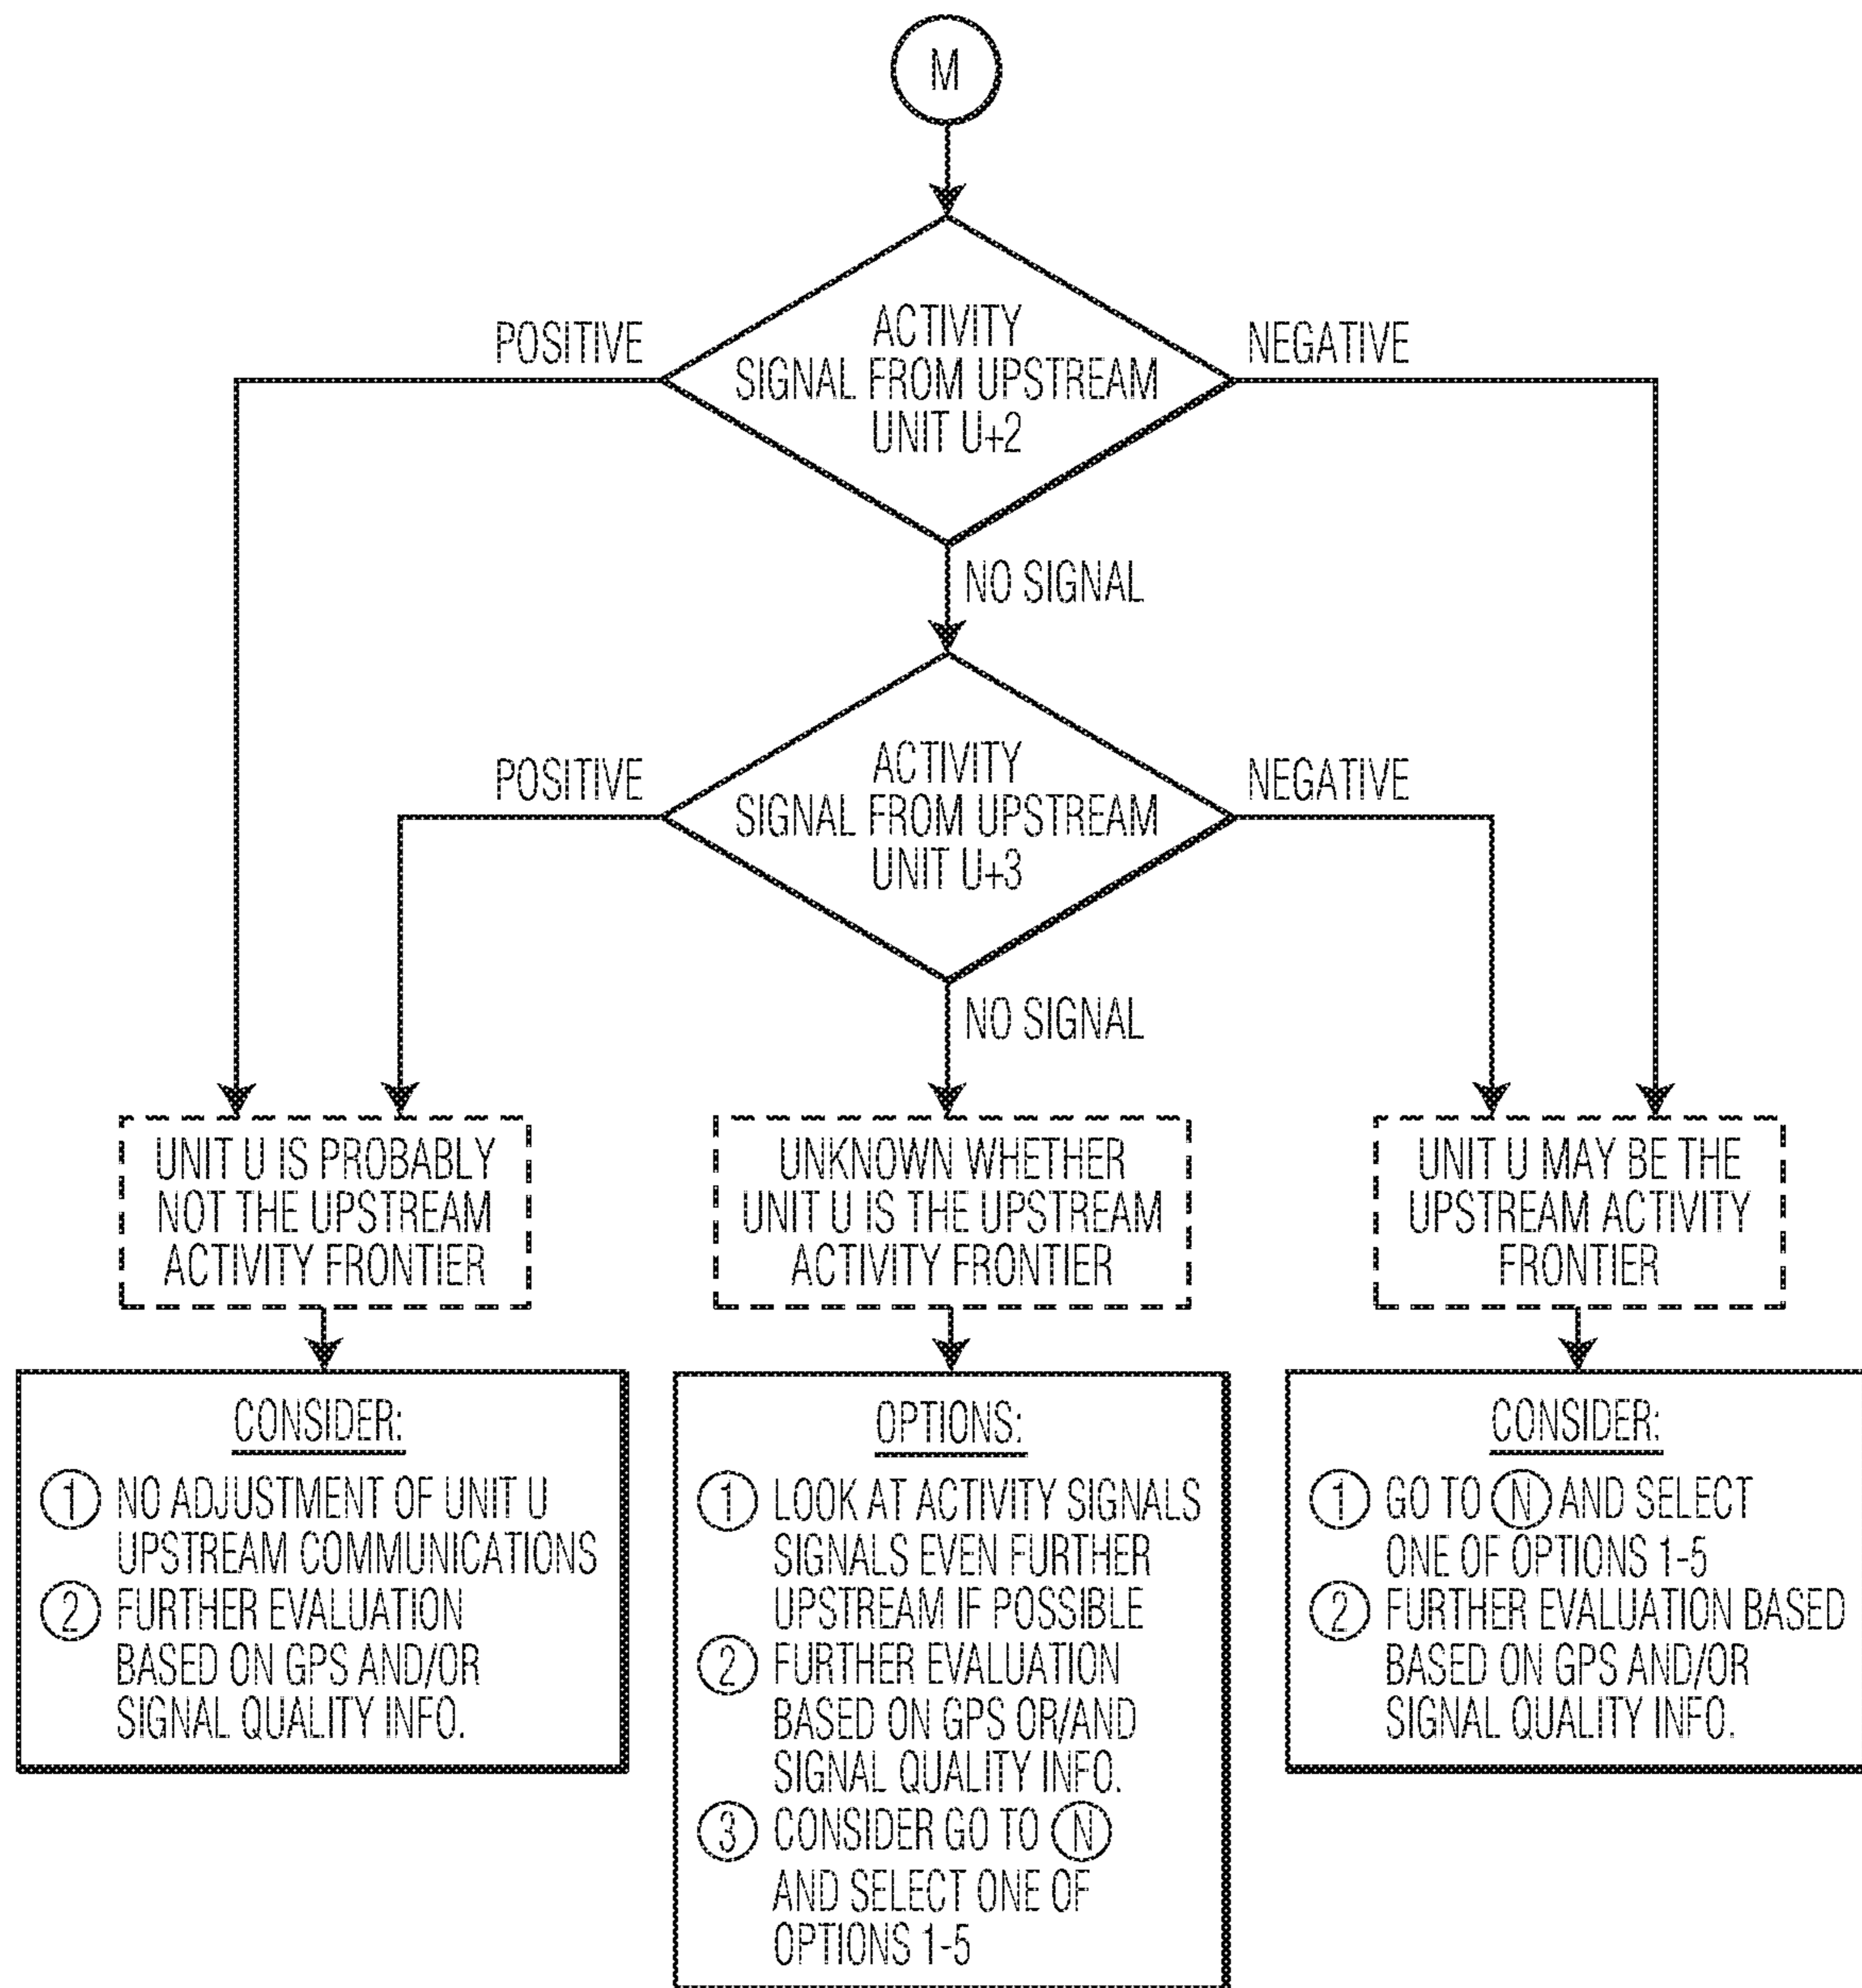 M
ACTIVITY
SIGNAL FROM UPSTREAM
UNIT U+2
POSITIVE
NEGATIVE
NO SIGNAL
ACTIVITY
SIGNAL FROM UPSTREAM
UNIT U+3
POSITIVE
NEGATIVE
NO SIGNAL
UNIT U IS PROBABLY
NOT THE UPSTREAM
ACTIVITY FRONTIER
UNKNOWN WHETHER
UNIT U IS THE UPSTREAM
ACTIVITY FRONTIER
UNIT U MAY BE THE
UPSTREAM ACTIVITY
FRONTIER
CONSIDER:
1 NO ADJUSTMENT OF UNIT U
UPSTREAM COMMUNICATIONS
2 FURTHER EVALUATION
BASED ON GPS AND/OR
SIGNAL QUALITY INFO.
OPTIONS:
1 LOOK AT ACTIVITY SIGNALS
SIGNALS EVEN FURTHER
UPSTREAM IF POSSIBLE
2 FURTHER EVALUATION
BASED ON GPS OR/AND
SIGNAL QUALITY INFO.
3 CONSIDER GO TO N
AND SELECT ONE OF
OPTIONS 1-5
CONSIDER:
1 GO TO N AND SELECT
ONE OF OPTIONS 1-5
2 FURTHER EVALUATION BASED
BASED ON GPS AND/OR
SIGNAL QUALITY INFO.